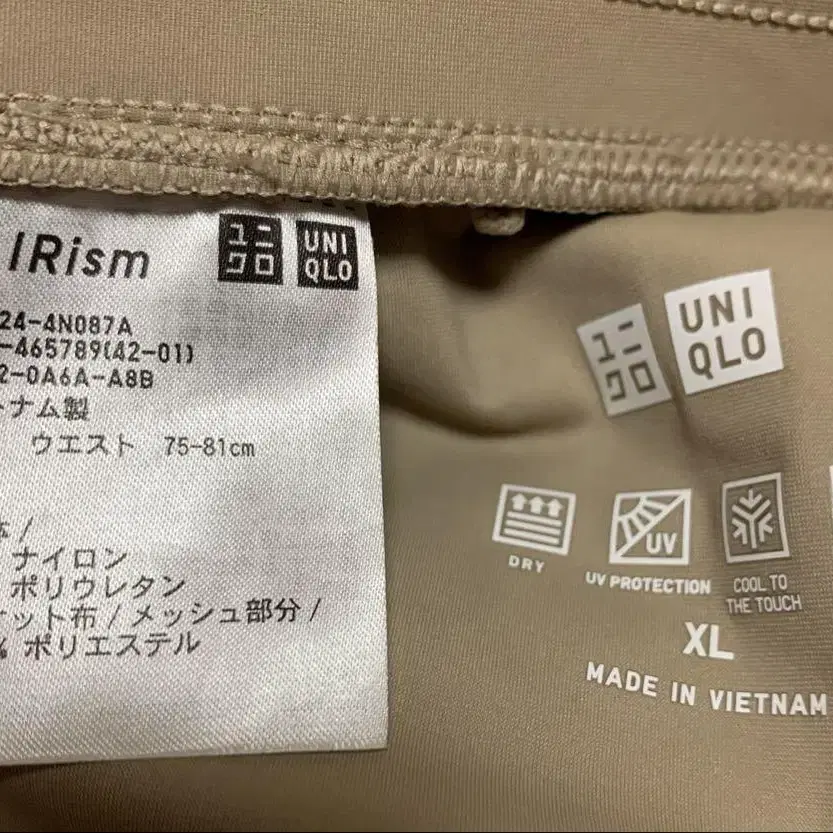 IRism
ユニ
クロ
UNI
QLO
24-4N087A
-465789(42-01)
2-0A6A-A8B
ナム製
ウエスト 75-81cm
/
ナイロン
ポリウレタン
ット布/メッシュ部分/
% ポリエステル
ユニ
クロ
UNI
QLO
DRY
UV
UV PROTECTION
COOL TO
THE TOUCH
XL
MADE IN VIETNAM